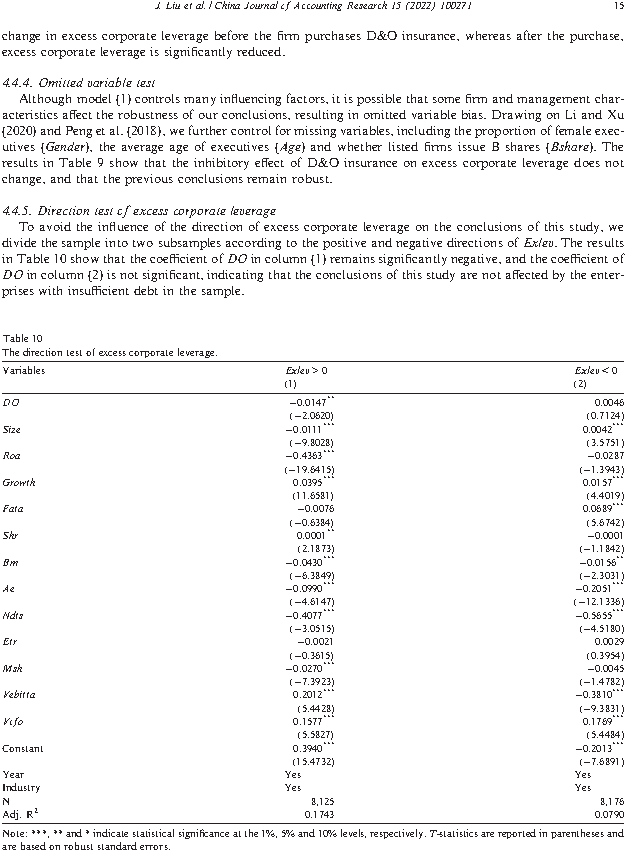 J. Liu et al. / China Journal of Accounting Research 15 (2022) 100271 15
change in excess corporate leverage before the firm purchases D&O insurance, whereas after the purchase,
excess corporate leverage is significantly reduced.
4.4.4. Omitted variable test
Although model (1) controls many influencing factors, it is possible that some firm and management char-
acteristics affect the robustness of our conclusions, resulting in omitted variable bias. Drawing on Li and Xu
(2020) and Peng et al. (2018), we further control for missing variables, including the proportion of female exec-
utives (Gender), the average age of executives (Age) and whether listed firms issue B shares (Bshare). The
results in Table 9 show that the inhibitory effect of D&O insurance on excess corporate leverage does not
change, and that the previous conclusions remain robust.
4.4.5. Direction test of excess corporate leverage
To avoid the influence of the direction of excess corporate leverage on the conclusions of this study, we
divide the sample into two subsamples according to the positive and negative directions of Exlev. The results
in Table 10 show that the coefficient of DO in column (1) remains significantly negative, and the coefficient of
DO in column (2) is not significant, indicating that the conclusions of this study are not affected by the enter-
prises with insufficient debt in the sample.
Table 10
The direction test of excess corporate leverage.
Variables Exlev > 0 Exlev < 0
(1) (2)
DO −0.0147** 0.0046
(−2.0620) (0.7124)
Size −0.0111*** 0.0042***
(−9.8028) (3.5751)
Roa −0.4363*** −0.0287
(−19.6415) (−1.3943)
Growth 0.0395*** 0.0157***
(11.6581) (4.4019)
Fata −0.0076 0.0689***
(−0.6384) (5.6742)
Shr 0.0001** −0.0001
(2.1873) (−1.1842)
Bm −0.0430*** −0.0156**
(−6.3849) (−2.3031)
Ae −0.0990*** −0.2051***
(−4.6147) (−12.1336)
Ndts −0.4077*** −0.5655***
(−3.0515) (−4.5180)
Etr −0.0021 0.0029
(−0.3615) (0.3954)
Msh −0.0270*** −0.0045
(−7.3923) (−1.4782)
Vebitta 0.2012*** −0.3810***
(5.4428) (−9.3831)
Vcfo 0.1577*** 0.1769***
(5.5827) (5.4484)
Constant 0.3940*** −0.2013***
(15.4732) (−7.6891)
Year Yes Yes
Industry Yes Yes
N 8,125 8,176
Adj. R² 0.1743 0.0790
Note: ***, ** and * indicate statistical significance at the 1%, 5% and 10% levels, respectively. T-statistics are reported in parentheses and
are based on robust standard errors.